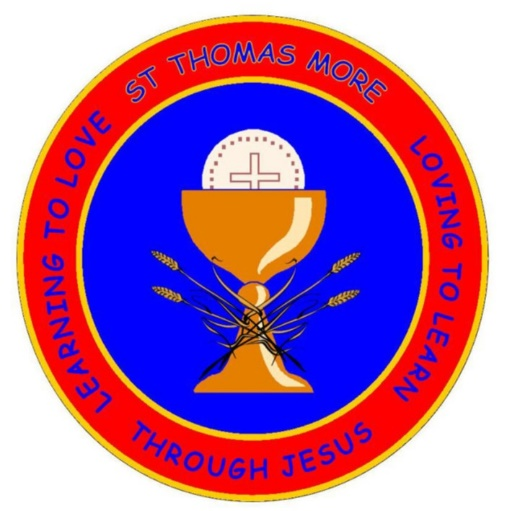 ST THOMAS MORE
LEARNING TO LOVE
LOVING TO LEARN
THROUGH JESUS